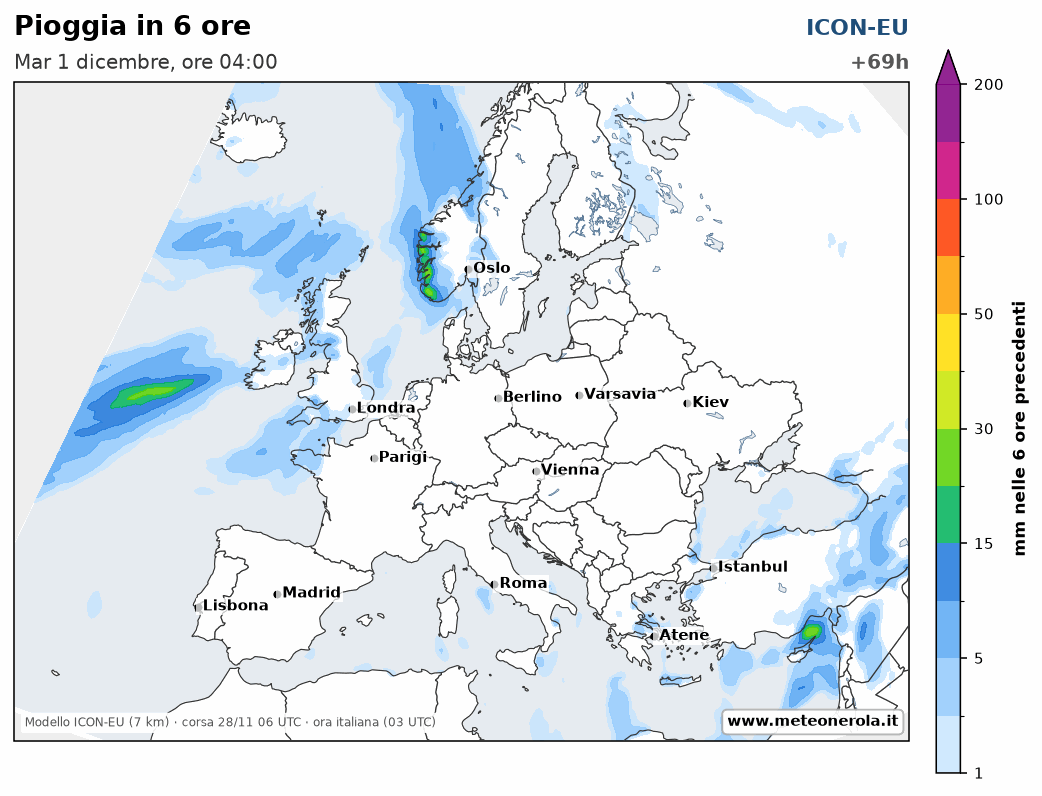 Pioggia in 6 ore
ICON-EU
Mar 1 dicembre, ore 04:00
+69h
200
100
50
30
15
5
1
mm nelle 6 ore precedenti
Oslo
Berlino
Varsavia
Kiev
Londra
Parigi
Vienna
Istanbul
Roma
Madrid
Lisbona
Atene
Modello ICON-EU (7 km) · corsa 28/11 06 UTC · ora italiana (03 UTC)
www.meteonerola.it